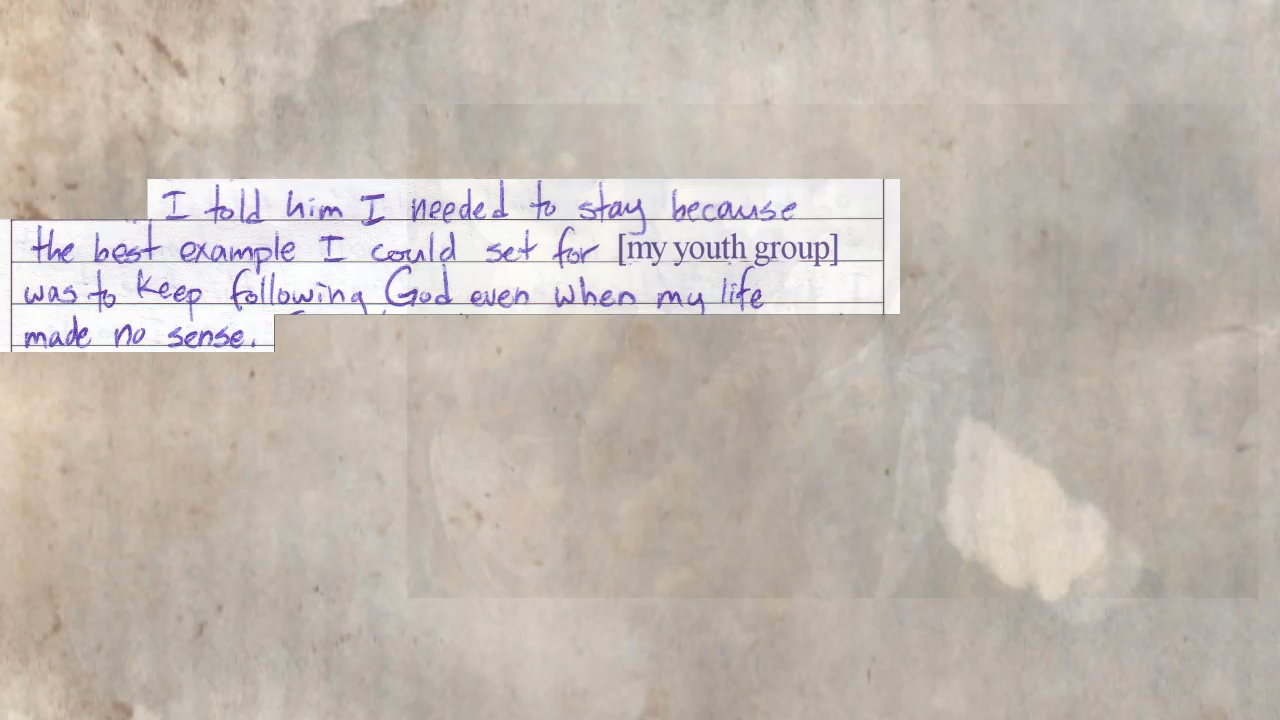 I told him I needed to stay because
the best example I could set for [my youth group]
was to keep following God even when my life
made no sense.